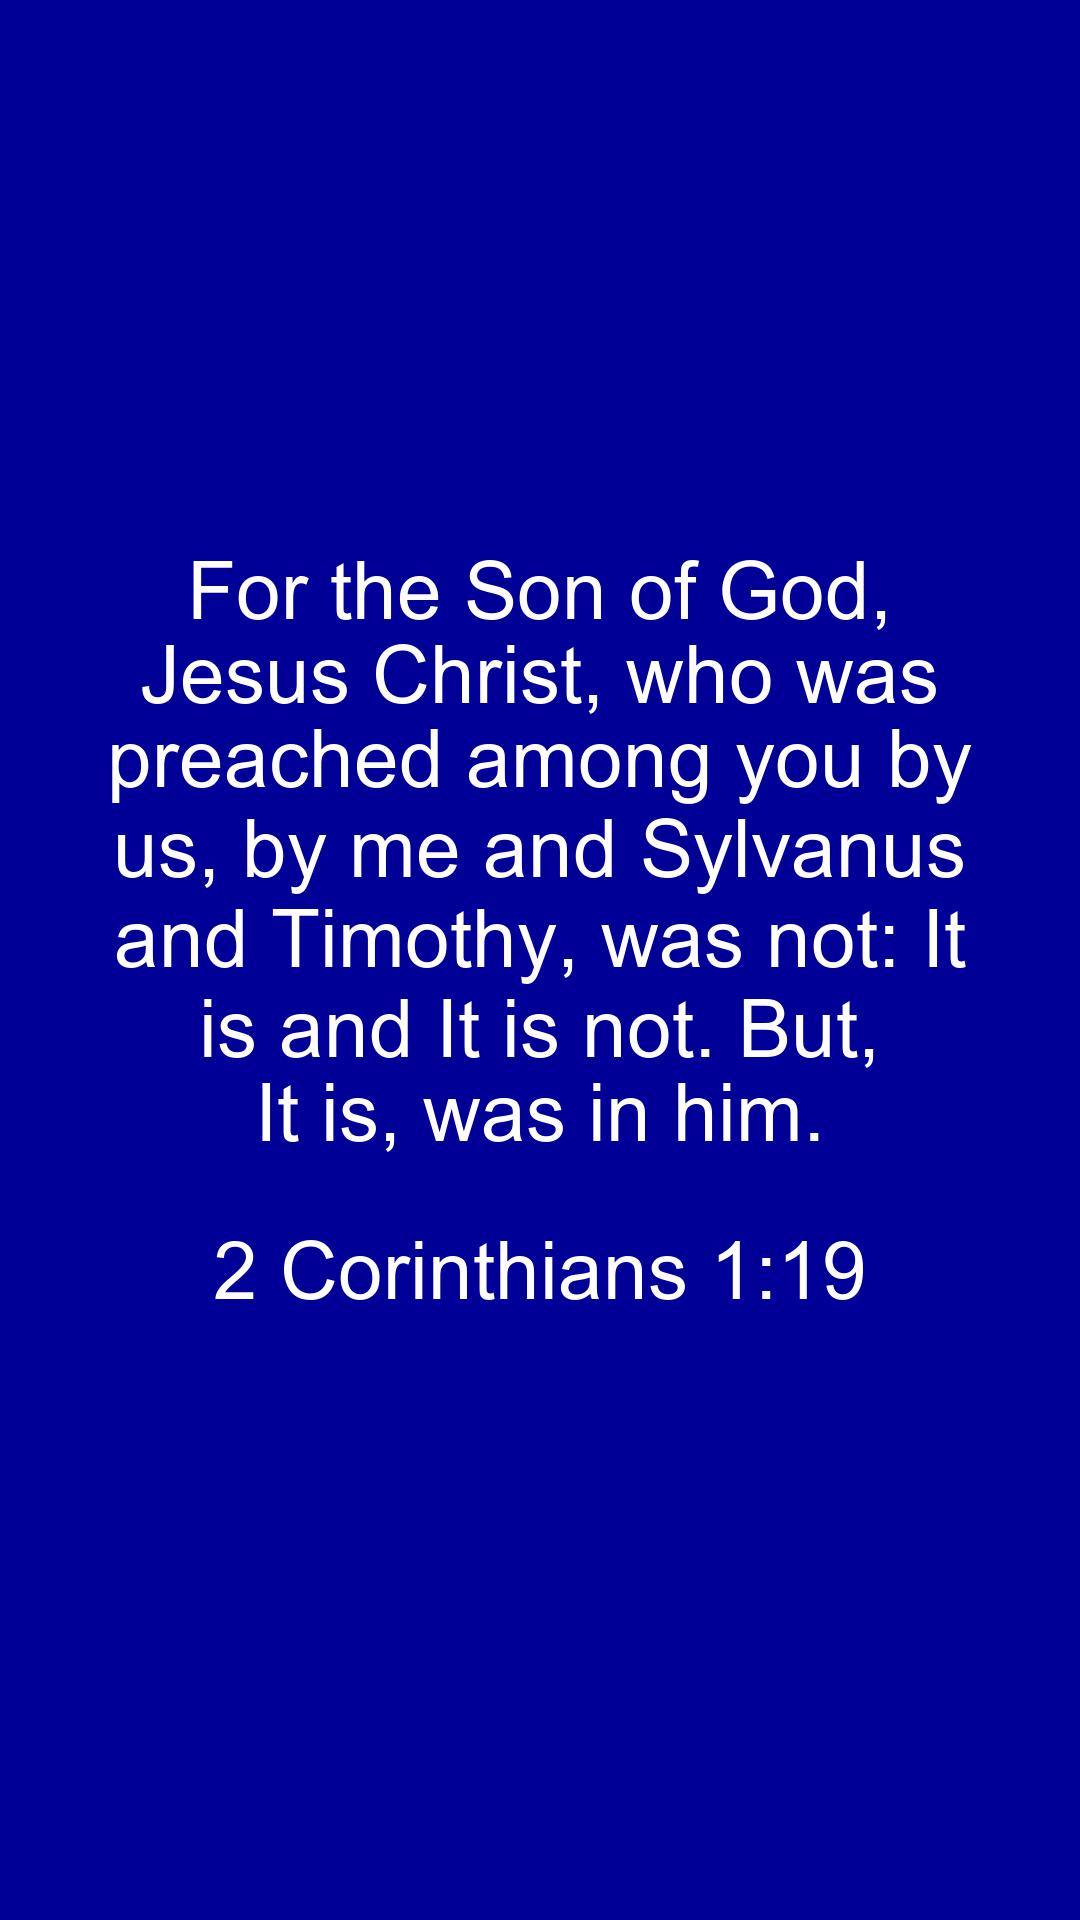 For the Son of God,
Jesus Christ, who was
preached among you by
us, by me and Sylvanus
and Timothy, was not: It
is and It is not. But,
It is, was in him.
2 Corinthians 1:19